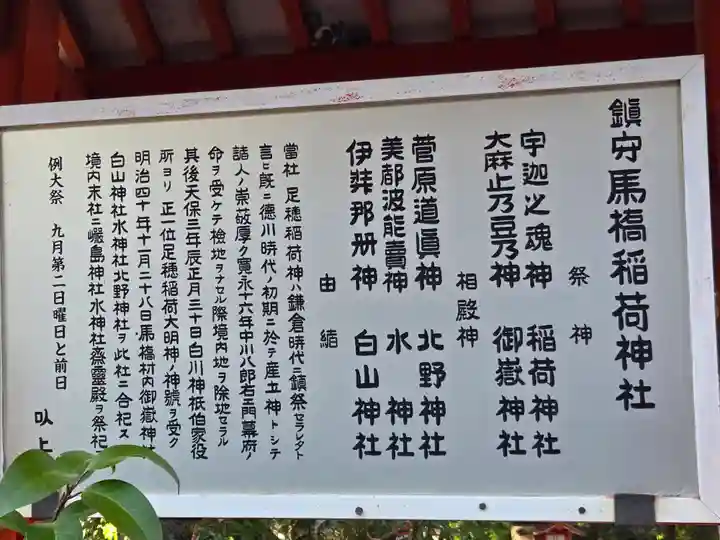 鎮守馬橋稲荷神社
祭神
宇迦之魂神 稲荷神社
大麻止乃豆乃神 御嶽神社
相殿神
菅原道眞神 北野神社
美都波能賣神 水神社
伊弉那册神 白山神社
由緒
當社 足穂稲荷神ハ鎌倉時代ニ鎮祭セラレタト
言ヒ既ニ徳川時代ノ初期ニ於テ産土神トシテ
諸人ノ崇敬厚ク寛永十六年中川八郎右エ門幕府ノ
命ヲ受ケテ検地ヲナセル際境内地ヲ除地セラル
其後天保三年辰正月三十日白川神祇伯家役
所ヨリ正一位足穂稲荷大明神ノ神號ヲ受ク
明治四十年十一月二十八日馬橋村内御嶽神社
白山神社水神社北野神社ヲ此社ニ合祀ス
境内末社ニ嚴島神社水神社齋靈殿ヲ祭祀
例大祭 九月第二日曜日と前日
以上